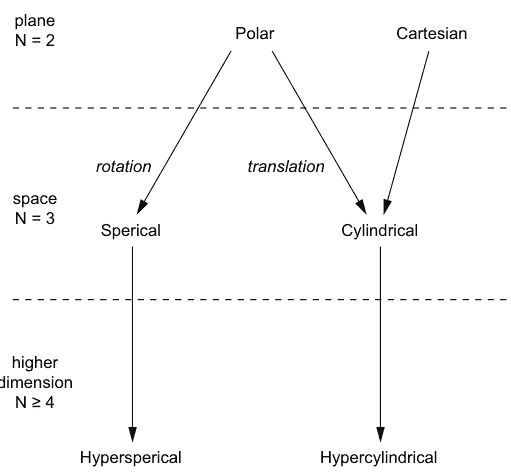 plane
N = 2
Polar
Cartesian
rotation
translation
space
N = 3
Sperical
Cylindrical
higher
dimension
N ≥ 4
Hypersperical
Hypercylindrical